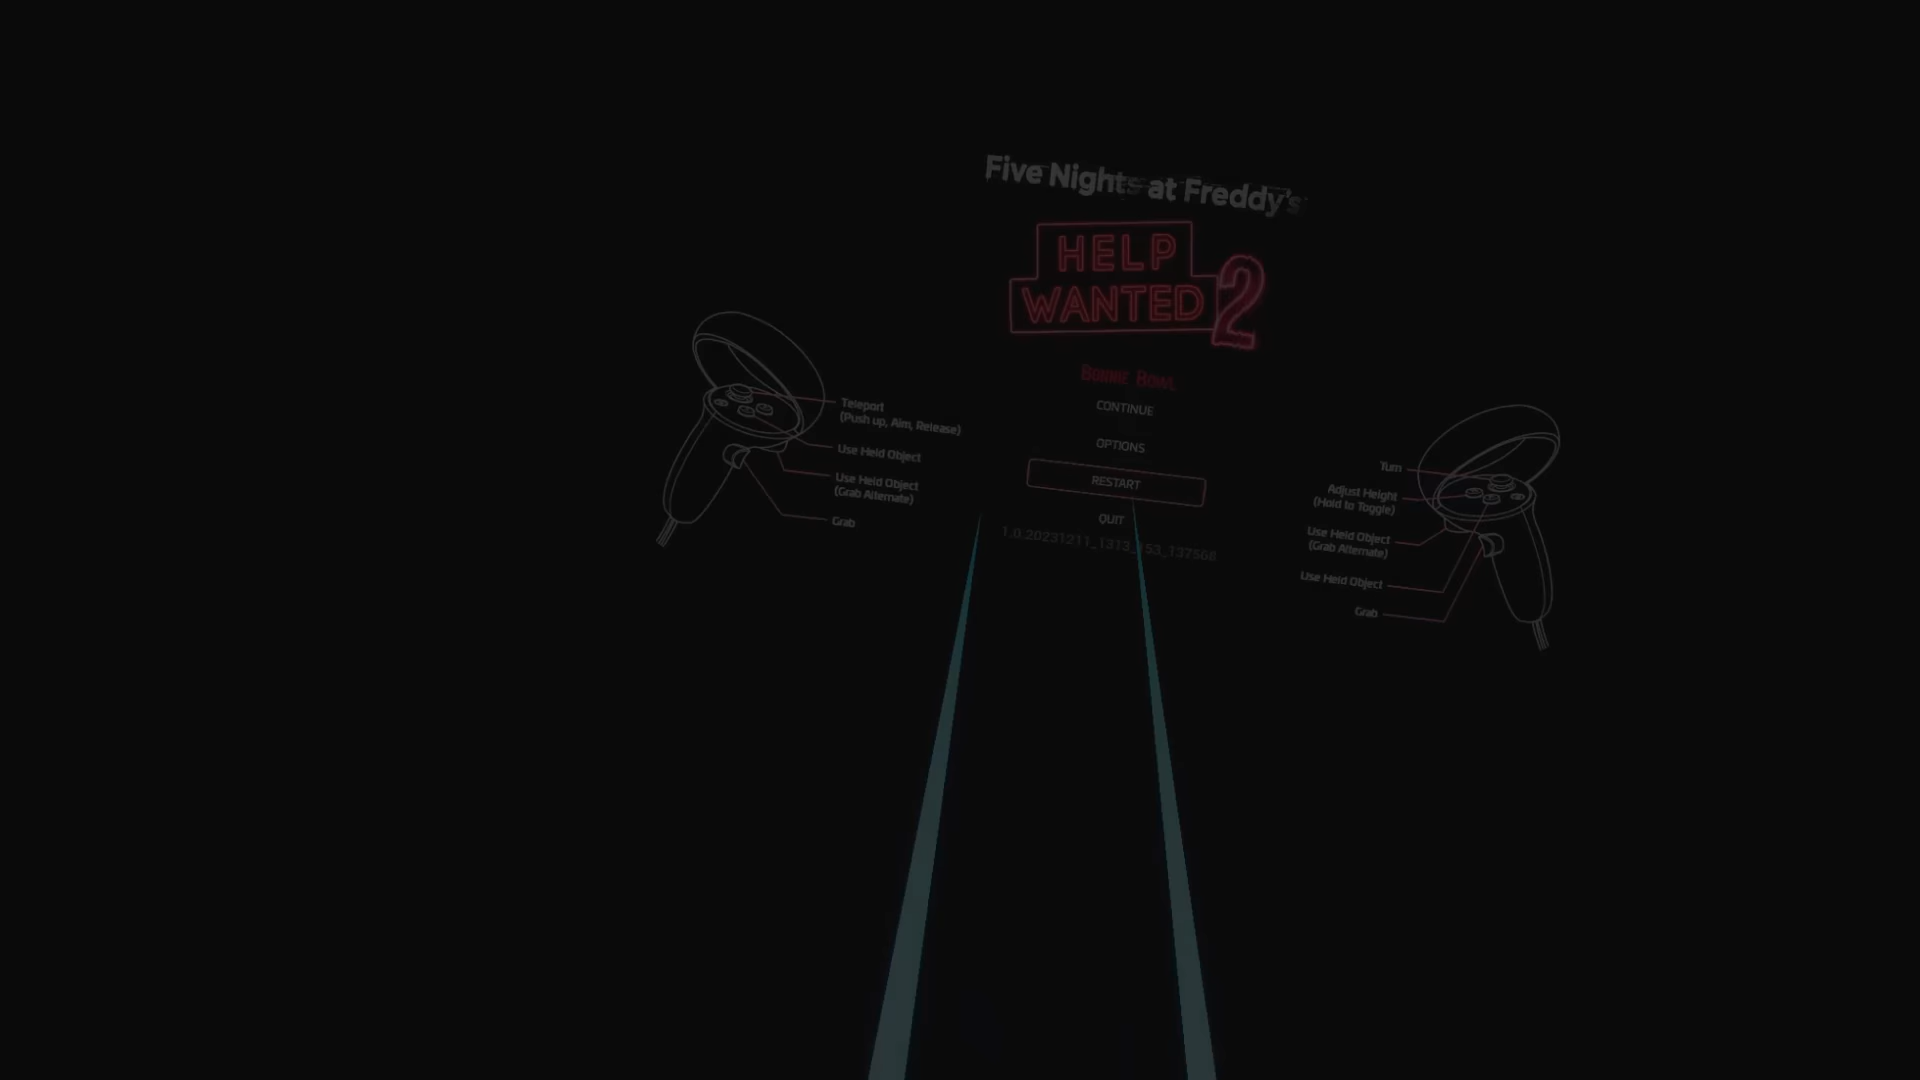 Five Nights at Freddy's
HELP
WANTED
2
BONNIE BOWL
CONTINUE
OPTIONS
RESTART
QUIT
Teleport
(Push up, Aim, Release)
Use Held Object
Use Held Object
(Grab Alternate)
Grab
Turn
Adjust Height
(Hold to Toggle)
Use Held Object
(Grab Alternate)
Use Held Object
Grab